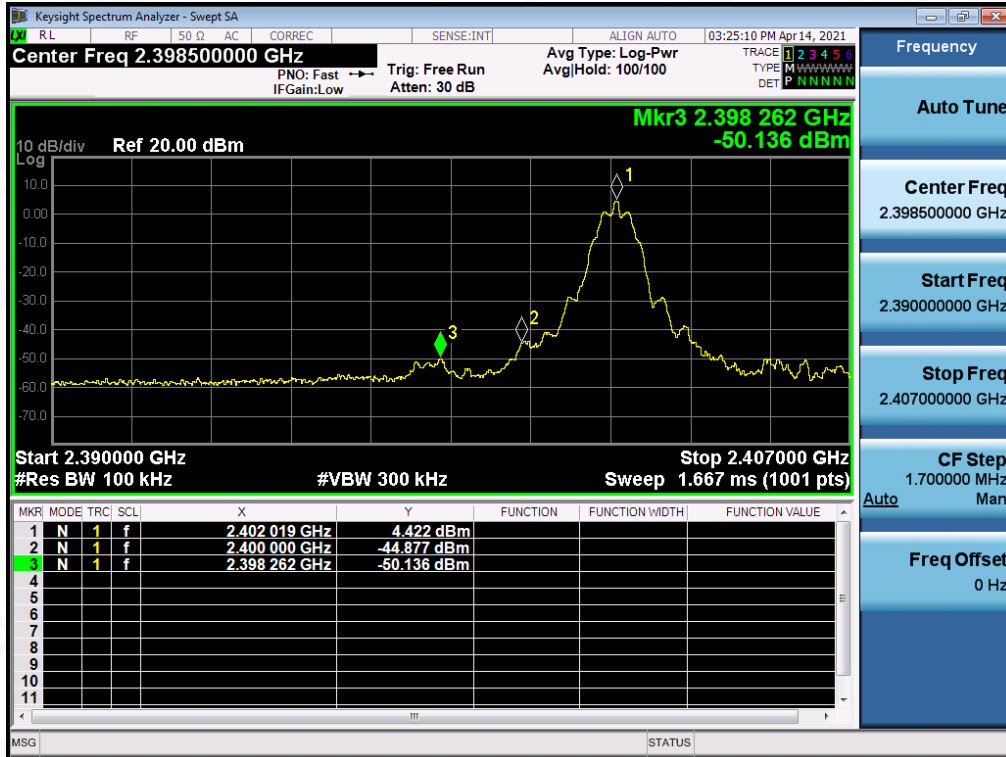 Keysight Spectrum Analyzer - Swept SA
LXI RL RF 50 Ω AC CORREC SENSE:INT ALIGN AUTO 03:25:10 PM Apr 14, 2021
Center Freq 2.398500000 GHz
PNO: Fast
IFGain:Low
Trig: Free Run
Atten: 30 dB
Avg Type: Log-Pwr
Avg|Hold: 100/100
TRACE 1 2 3 4 5 6
TYPE M WWWWW
DET P N N N N N
Mkr3 2.398 262 GHz
-50.136 dBm
10 dB/div Ref 20.00 dBm
Log
10.0
0.00
-10.0
-20.0
-30.0
-40.0
-50.0
-60.0
-70.0
1
2
3
Start 2.390000 GHz Stop 2.407000 GHz
#Res BW 100 kHz #VBW 300 kHz Sweep 1.667 ms (1001 pts)
MKR MODE TRC SCL X Y FUNCTION FUNCTION WIDTH FUNCTION VALUE
1 N 1 f 2.402 019 GHz 4.422 dBm
2 N 1 f 2.400 000 GHz -44.877 dBm
3 N 1 f 2.398 262 GHz -50.136 dBm
4
5
6
7
8
9
10
11
MSG STATUS
Frequency
Auto Tune
Center Freq
2.398500000 GHz
Start Freq
2.390000000 GHz
Stop Freq
2.407000000 GHz
CF Step
1.700000 MHz
Auto Man
Freq Offset
0 Hz